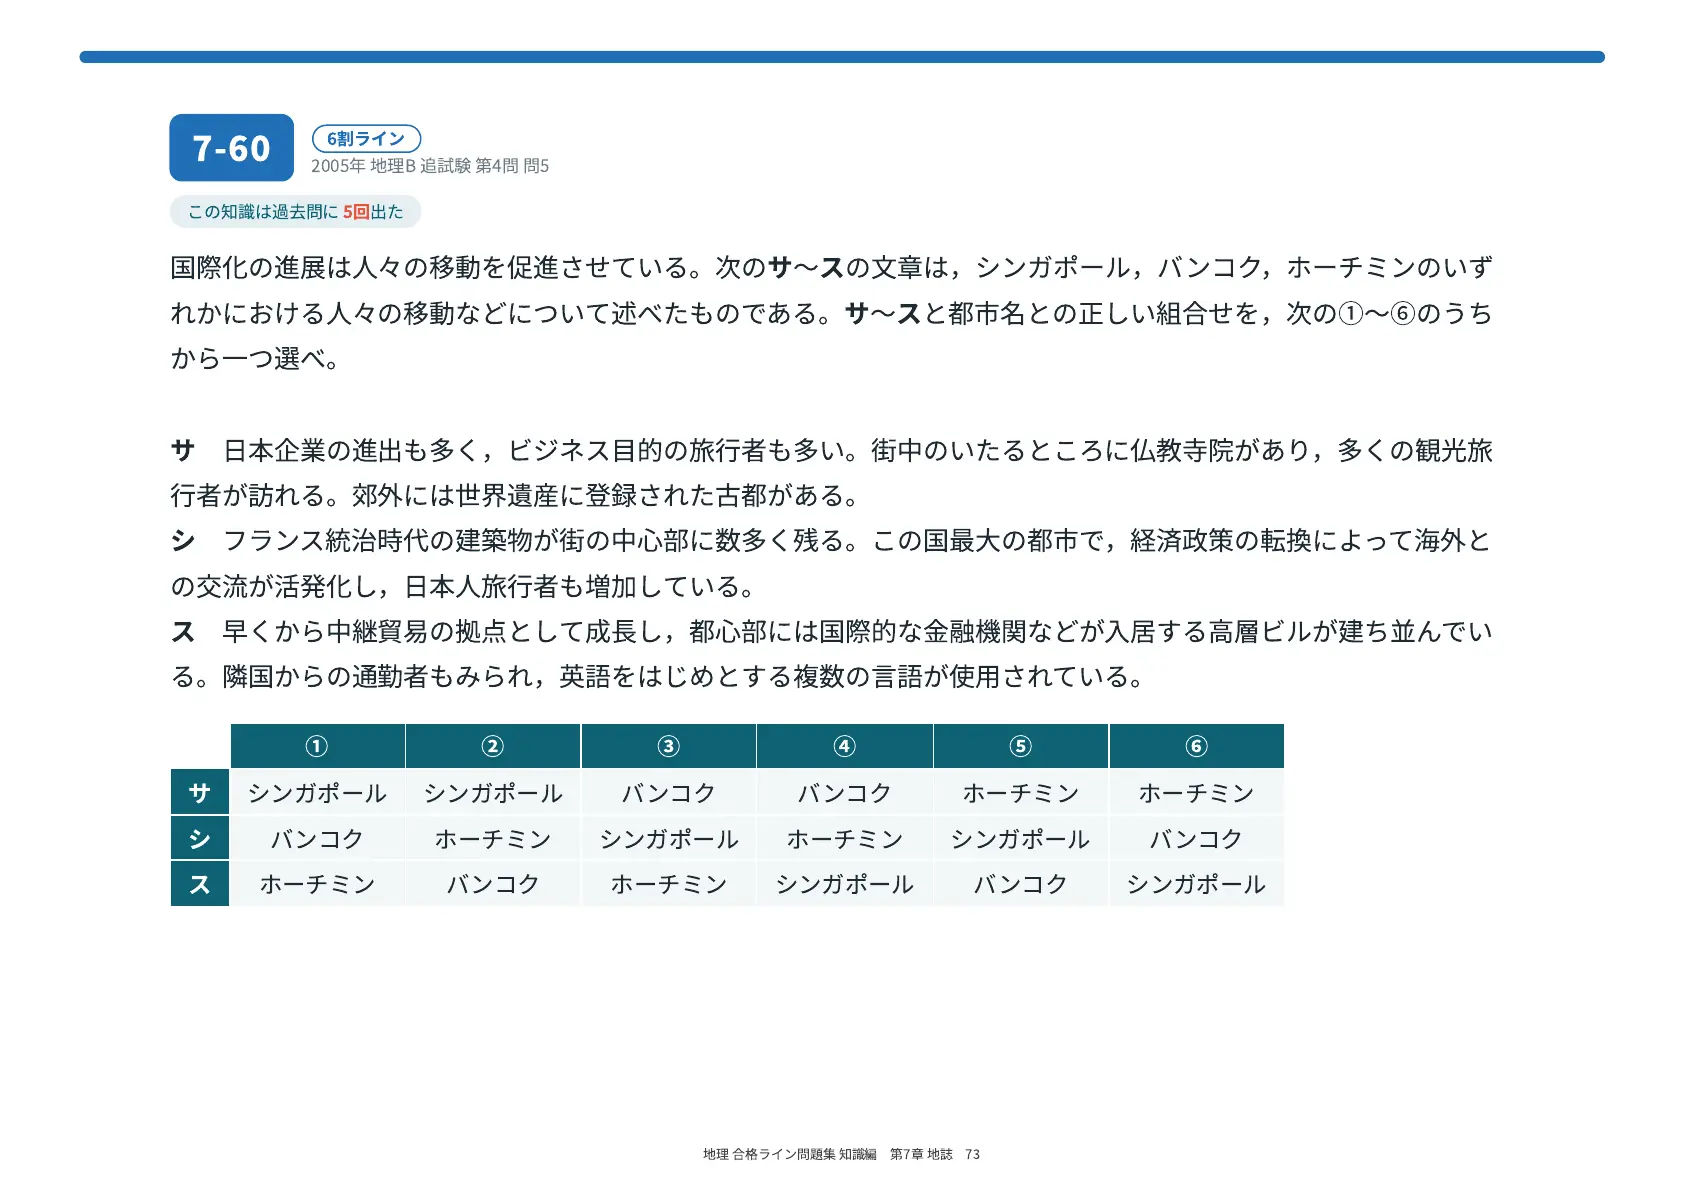 7-60
6割ライン
2005年 地理B 追試験 第4問 問5
この知識は過去問に 5回出た
国際化の進展は人々の移動を促進させている。次のサ～スの文章は，シンガポール，バンコク，ホーチミンのいず
れかにおける人々の移動などについて述べたものである。サ～スと都市名との正しい組合せを，次の①～⑥のうち
から一つ選べ。
サ　日本企業の進出も多く，ビジネス目的の旅行者も多い。街中のいたるところに仏教寺院があり，多くの観光旅
行者が訪れる。郊外には世界遺産に登録された古都がある。
シ　フランス統治時代の建築物が街の中心部に数多く残る。この国最大の都市で，経済政策の転換によって海外と
の交流が活発化し，日本人旅行者も増加している。
ス　早くから中継貿易の拠点として成長し，都心部には国際的な金融機関などが入居する高層ビルが建ち並んでい
る。隣国からの通勤者もみられ，英語をはじめとする複数の言語が使用されている。
① ② ③ ④ ⑤ ⑥
サ シンガポール シンガポール バンコク バンコク ホーチミン ホーチミン
シ バンコク ホーチミン シンガポール ホーチミン シンガポール バンコク
ス ホーチミン バンコク ホーチミン シンガポール バンコク シンガポール
地理 合格ライン問題集 知識編　第7章 地誌　73